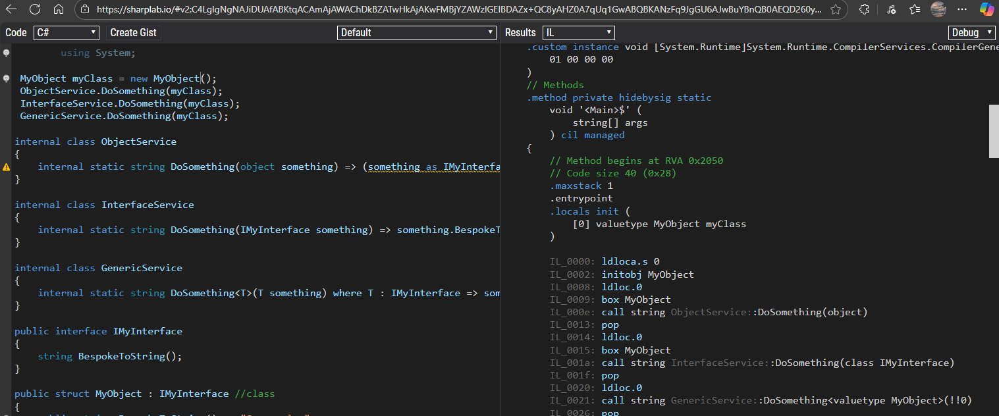 https://sharplab.io/#v2:C4LgIgNgNAJiDUAfABKtqACAmAjAWAChDkBZATwHkAjAKwFMBjYZAWzIGEIBDAZx+QC8yAHZ0A7qUq1GwABQBKANzFq9JgGU6AJwBuYBnQB0AEQD260y...
Code C# Create Gist Default Results IL Debug
using System;
MyObject myClass = new MyObject();
ObjectService.DoSomething(myClass);
InterfaceService.DoSomething(myClass);
GenericService.DoSomething(myClass);
internal class ObjectService
{
internal static string DoSomething(object something) => (something as IMyInterfa
}
internal class InterfaceService
{
internal static string DoSomething(IMyInterface something) => something.BespokeT
}
internal class GenericService
{
internal static string DoSomething<T>(T something) where T : IMyInterface => som
}
public interface IMyInterface
{
string BespokeToString();
}
public struct MyObject : IMyInterface //class
{
.custom instance void [System.Runtime]System.Runtime.CompilerServices.CompilerGene
01 00 00 00
)
// Methods
.method private hidebysig static
void '<Main>$' (
string[] args
) cil managed
{
// Method begins at RVA 0x2050
// Code size 40 (0x28)
.maxstack 1
.entrypoint
.locals init (
[0] valuetype MyObject myClass
)
IL_0000: ldloca.s 0
IL_0002: initobj MyObject
IL_0008: ldloc.0
IL_0009: box MyObject
IL_000e: call string ObjectService::DoSomething(object)
IL_0013: pop
IL_0014: ldloc.0
IL_0015: box MyObject
IL_001a: call string InterfaceService::DoSomething(class IMyInterface)
IL_001f: pop
IL_0020: ldloc.0
IL_0021: call string GenericService::DoSomething<valuetype MyObject>(!!0)
IL_0026: pop